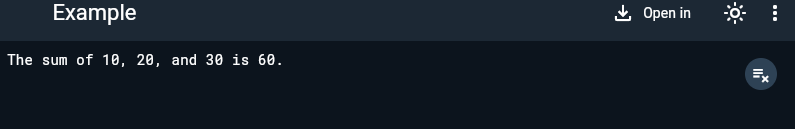 Example
Open in
The sum of 10, 20, and 30 is 60.